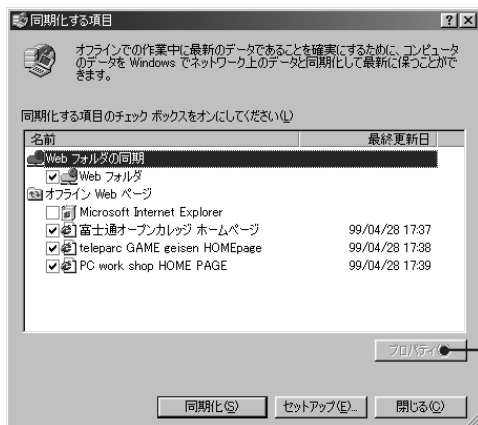 同期化する項目
オフラインでの作業中に最新のデータであることを確実にするために、コンピュータ
のデータを Windows でネットワーク上のデータと同期化して最新に保つことがで
きます。
同期化する項目のチェック ボックスをオンにしてください(L)
名前 最終更新日
Web フォルダの同期
Web フォルダ
オフライン Web ページ
Microsoft Internet Explorer
富士通オープンカレッジ ホームページ 99/04/28 17:37
teleparc GAME geisen HOMEpage 99/04/28 17:38
PC work shop HOME PAGE 99/04/28 17:39
プロパティ
同期化(S) セットアップ(E)... 閉じる(C)